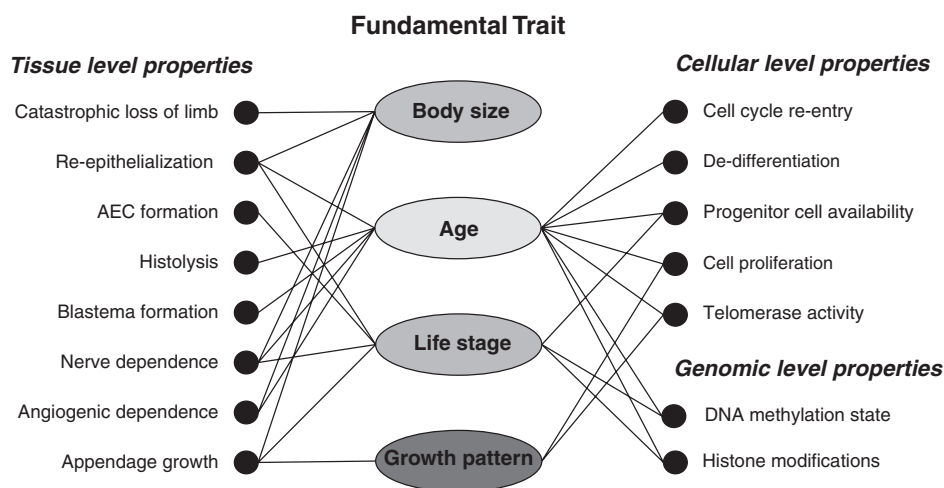 Fundamental Trait
Tissue level properties
Catastrophic loss of limb
Re-epithelialization
AEC formation
Histolysis
Blastema formation
Nerve dependence
Angiogenic dependence
Appendage growth
Body size
Age
Life stage
Growth pattern
Cellular level properties
Cell cycle re-entry
De-differentiation
Progenitor cell availability
Cell proliferation
Telomerase activity
Genomic level properties
DNA methylation state
Histone modifications